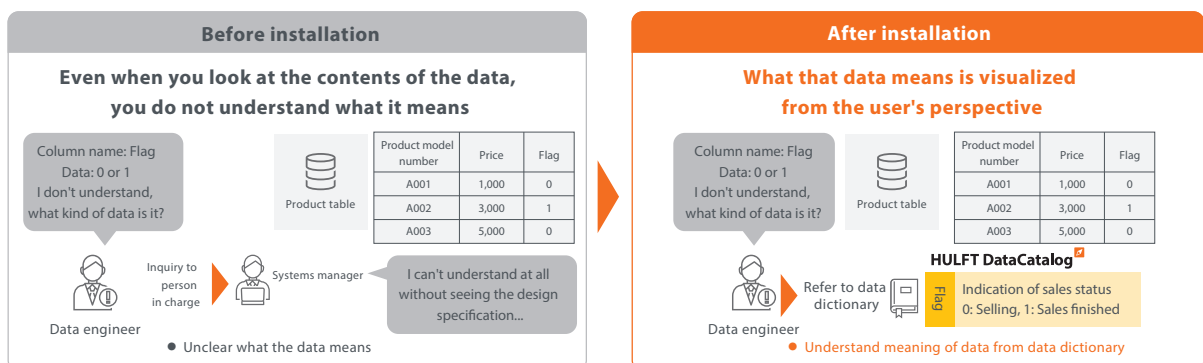 Before installation
Even when you look at the contents of the data,
you do not understand what it means
Column name: Flag
Data: 0 or 1
I don't understand,
what kind of data is it?
Product table
Product model number Price Flag
A001 1,000 0
A002 3,000 1
A003 5,000 0
Data engineer
Inquiry to
person
in charge
Systems manager
I can't understand at all
without seeing the design
specification...
● Unclear what the data means
After installation
What that data means is visualized
from the user's perspective
Column name: Flag
Data: 0 or 1
I don't understand,
what kind of data is it?
Product table
Product model number Price Flag
A001 1,000 0
A002 3,000 1
A003 5,000 0
Data engineer
Refer to data
dictionary
HULFT DataCatalog
Flag
Indication of sales status
0: Selling, 1: Sales finished
● Understand meaning of data from data dictionary